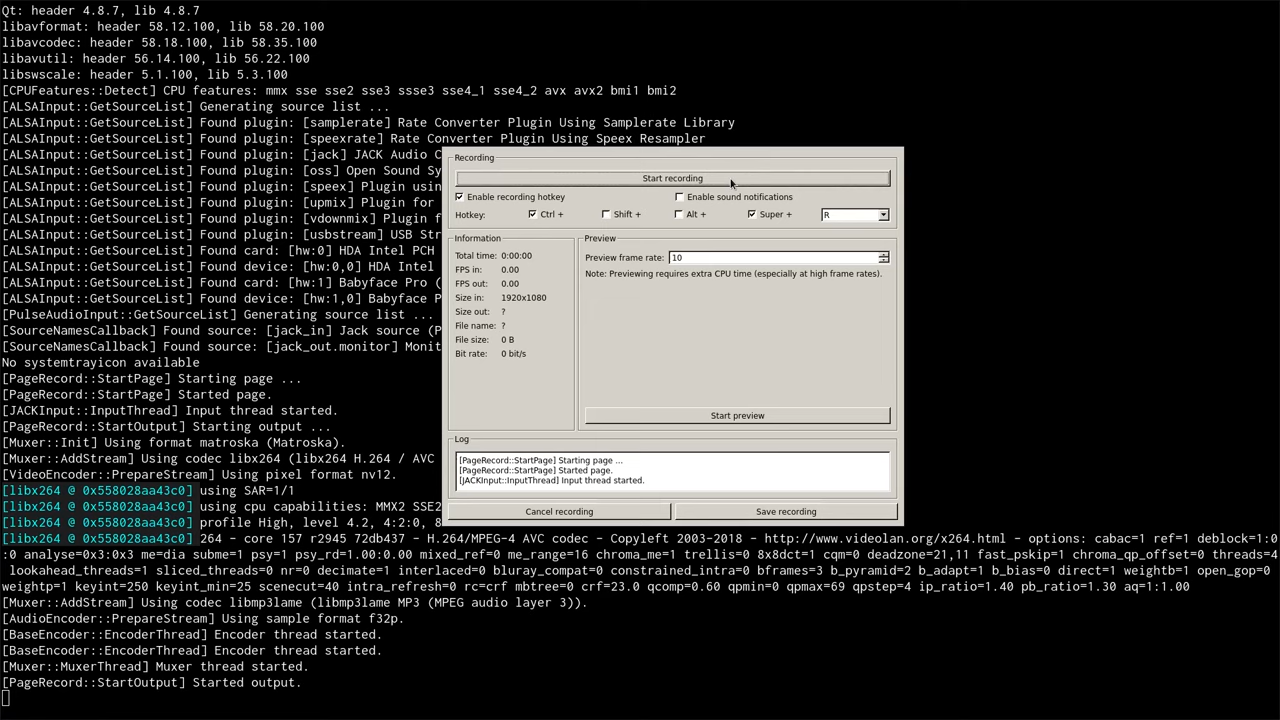 Qt: header 4.8.7, lib 4.8.7
libavformat: header 58.12.100, lib 58.20.100
libavcodec: header 58.18.100, lib 58.35.100
libavutil: header 56.14.100, lib 56.22.100
libswscale: header 5.1.100, lib 5.3.100
[CPUFeatures::Detect] CPU features: mmx sse sse2 sse3 ssse3 sse4_1 sse4_2 avx avx2 bmi1 bmi2
[ALSAInput::GetSourceList] Generating source list ...
[ALSAInput::GetSourceList] Found plugin: [samplerate] Rate Converter Plugin Using Samplerate Library
[ALSAInput::GetSourceList] Found plugin: [speexrate] Rate Converter Plugin Using Speex Resampler
[ALSAInput::GetSourceList] Found plugin: [jack] JACK Audio C
[ALSAInput::GetSourceList] Found plugin: [oss] Open Sound Sy
[ALSAInput::GetSourceList] Found plugin: [speex] Plugin usin
[ALSAInput::GetSourceList] Found plugin: [upmix] Plugin for
[ALSAInput::GetSourceList] Found plugin: [vdownmix] Plugin f
[ALSAInput::GetSourceList] Found plugin: [usbstream] USB Str
[ALSAInput::GetSourceList] Found card: [hw:0] HDA Intel PCH
[ALSAInput::GetSourceList] Found device: [hw:0,0] HDA Intel
[ALSAInput::GetSourceList] Found card: [hw:1] Babyface Pro (
[ALSAInput::GetSourceList] Found device: [hw:1,0] Babyface P
[PulseAudioInput::GetSourceList] Generating source list ...
[SourceNamesCallback] Found source: [jack_in] Jack source (P
[SourceNamesCallback] Found source: [jack_out.monitor] Monit
No systemtrayicon available
[PageRecord::StartPage] Starting page ...
[PageRecord::StartPage] Started page.
[JACKInput::InputThread] Input thread started.
[PageRecord::StartOutput] Starting output ...
[Muxer::Init] Using format matroska (Matroska).
[Muxer::AddStream] Using codec libx264 (libx264 H.264 / AVC
[VideoEncoder::PrepareStream] Using pixel format nv12.
[libx264 @ 0x558028aa43c0] using SAR=1/1
[libx264 @ 0x558028aa43c0] using cpu capabilities: MMX2 SSE2
[libx264 @ 0x558028aa43c0] profile High, level 4.2, 4:2:0, 8
[libx264 @ 0x558028aa43c0] 264 - core 157 r2945 72db437 - H.264/MPEG-4 AVC codec - Copyleft 2003-2018 - http://www.videolan.org/x264.html - options: cabac=1 ref=1 deblock=1:0
:0 analyse=0x3:0x3 me=dia subme=1 psy=1 psy_rd=1.00:0.00 mixed_ref=0 me_range=16 chroma_me=1 trellis=0 8x8dct=1 cqm=0 deadzone=21,11 fast_pskip=1 chroma_qp_offset=0 threads=4
lookahead_threads=1 sliced_threads=0 nr=0 decimate=1 interlaced=0 bluray_compat=0 constrained_intra=0 bframes=3 b_pyramid=2 b_adapt=1 b_bias=0 direct=1 weightb=1 open_gop=0
weightp=1 keyint=250 keyint_min=25 scenecut=40 intra_refresh=0 rc=crf mbtree=0 crf=23.0 qcomp=0.60 qpmin=0 qpmax=69 qpstep=4 ip_ratio=1.40 pb_ratio=1.30 aq=1:1.00
[Muxer::AddStream] Using codec libmp3lame (libmp3lame MP3 (MPEG audio layer 3)).
[AudioEncoder::PrepareStream] Using sample format f32p.
[BaseEncoder::EncoderThread] Encoder thread started.
[BaseEncoder::EncoderThread] Encoder thread started.
[Muxer::MuxerThread] Muxer thread started.
[PageRecord::StartOutput] Started output.
Recording
Start recording
Enable recording hotkey
Enable sound notifications
Hotkey: Ctrl + Shift + Alt + Super + R
Information
Total time: 0:00:00
FPS in: 0.00
FPS out: 0.00
Size in: 1920x1080
Size out: ?
File name: ?
File size: 0 B
Bit rate: 0 bit/s
Preview
Preview frame rate: 10
Note: Previewing requires extra CPU time (especially at high frame rates).
Start preview
Log
[PageRecord::StartPage] Starting page ...
[PageRecord::StartPage] Started page.
[JACKInput::InputThread] Input thread started.
Cancel recording
Save recording